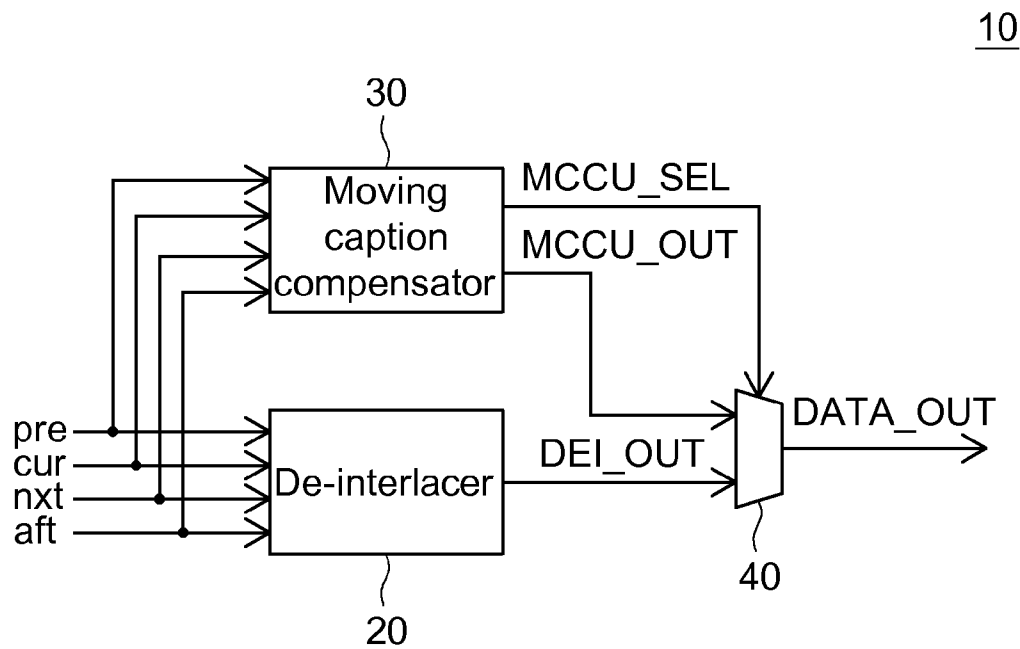 10
30
Moving
caption
compensator
MCCU_SEL
MCCU_OUT
pre
cur
nxt
aft
De-interlacer
DEI_OUT
DATA_OUT
20
40